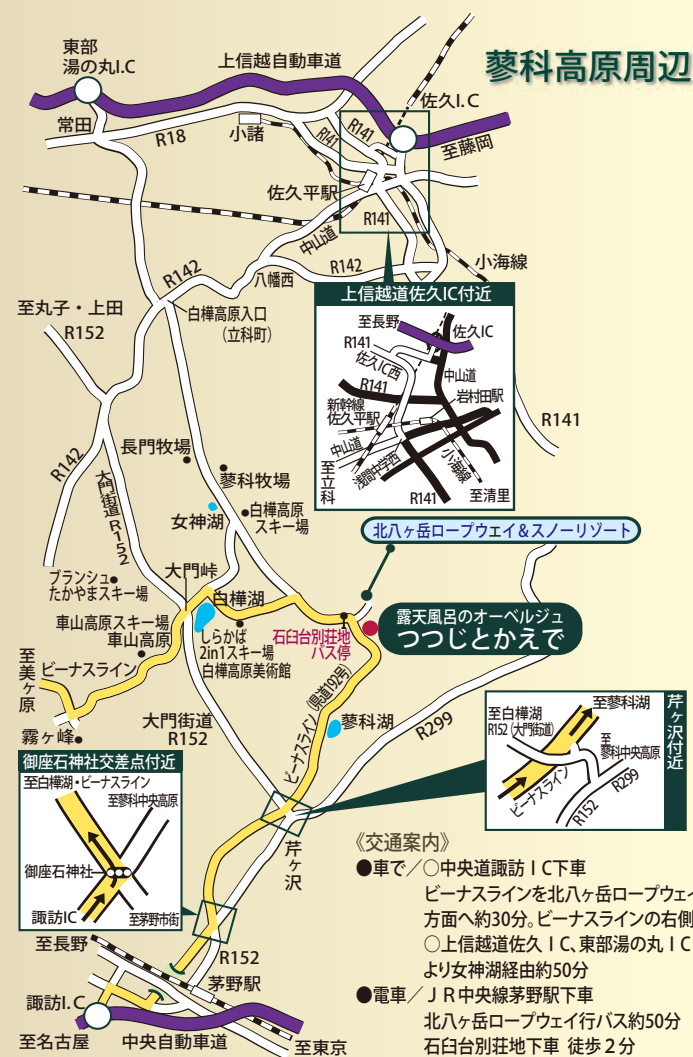 蓼科高原周辺
東部
湯の丸I.C
上信越自動車道
佐久I.C
常田
R18
小諸
R141
R141
至藤岡
佐久平駅
R141
中山道
小海線
R142
八幡西
R142
至丸子・上田
R152
白樺高原入口
(立科町)
上信越道佐久IC付近
至長野
佐久IC
R141
佐久IC西
中山道
R141
岩村田駅
新幹線
佐久平駅
中山道
至立科
浅間中学西
小海線
R141
至清里
R141
R142
大門街道R152
長門牧場
蓼科牧場
女神湖
白樺高原
スキー場
北八ヶ岳ロープウェイ&スノーリゾート
大門峠
ブランシュ
たかやまスキー場
白樺湖
車山高原スキー場
車山高原
しらかば
2in1スキー場
白樺高原美術館
石臼台別荘地
バス停
露天風呂のオーベルジュ
つつじとかえで
至美ヶ原
ビーナスライン
霧ヶ峰
大門街道
R152
ビーナスライン(県道192号)
蓼科湖
R299
芹ヶ沢付近
至蓼科湖
至白樺湖
R152(大門街道)
至
蓼科中央高原
ビーナスライン
R152
R299
御座石神社交差点付近
至白樺湖・ビーナスライン
至蓼科中央高原
御座石神社
諏訪IC
至茅野市街
芹ヶ沢
至長野
R152
茅野駅
諏訪I.C
至名古屋
中央自動車道
至東京
《交通案内》
●車で/○中央道諏訪IC下車
ビーナスラインを北八ヶ岳ロープウェイ
方面へ約30分。ビーナスラインの右側
○上信越道佐久IC、東部湯の丸IC
より女神湖経由約50分
●電車/JR中央線茅野駅下車
北八ヶ岳ロープウェイ行バス約50分
石臼台別荘地下車 徒歩2分